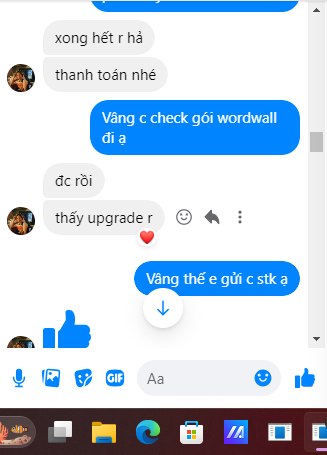 xong hết r hả
thanh toán nhé
Vâng c check gói wordwall
đi ạ
đc rồi
thấy upgrade r
Vâng thế e gửi c stk ạ
GIF
Aa